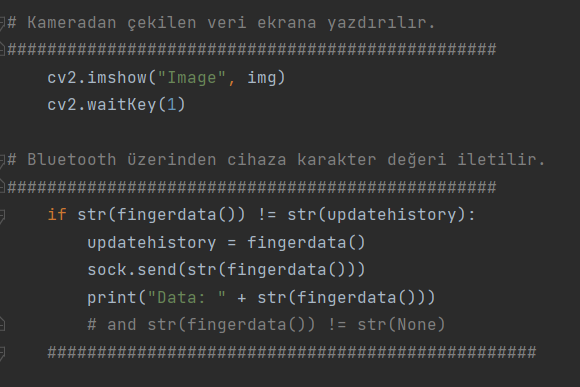 # Kameradan çekilen veri ekrana yazdırılır.
#################################################
    cv2.imshow("Image", img)
    cv2.waitKey(1)

# Bluetooth üzerinden cihaza karakter değeri iletilir.
#################################################
    if str(fingerdata()) != str(updatehistory):
        updatehistory = fingerdata()
        sock.send(str(fingerdata()))
        print("Data: " + str(fingerdata()))
        # and str(fingerdata()) != str(None)
    #################################################